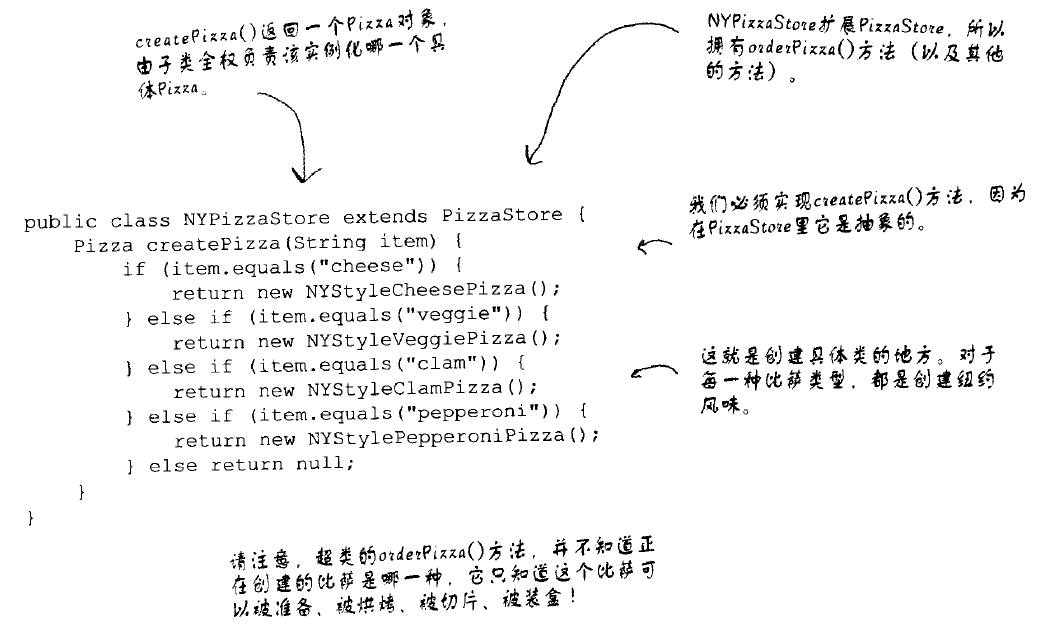 createPizza()返回一个Pizza对象，
由子类全权负责该实例化哪一个具
体Pizza。
NYPizzaStore扩展PizzaStore，所以
拥有orderPizza()方法（以及其他
的方法）。
我们必须实现createPizza()方法，因为
在PizzaStore里它是抽象的。
public class NYPizzaStore extends PizzaStore {
    Pizza createPizza(String item) {
        if (item.equals("cheese")) {
            return new NYStyleCheesePizza();
        } else if (item.equals("veggie")) {
            return new NYStyleVeggiePizza();
        } else if (item.equals("clam")) {
            return new NYStyleClamPizza();
        } else if (item.equals("pepperoni")) {
            return new NYStylePepperoniPizza();
        } else return null;
    }
}
这就是创建具体类的地方。对于
每一种比萨类型，都是创建纽约
风味。
请注意，超类的orderPizza()方法，并不知道正
在创建的比萨是哪一种，它只知道这个比萨可
以被准备、被烘烤、被切片、被装盒！